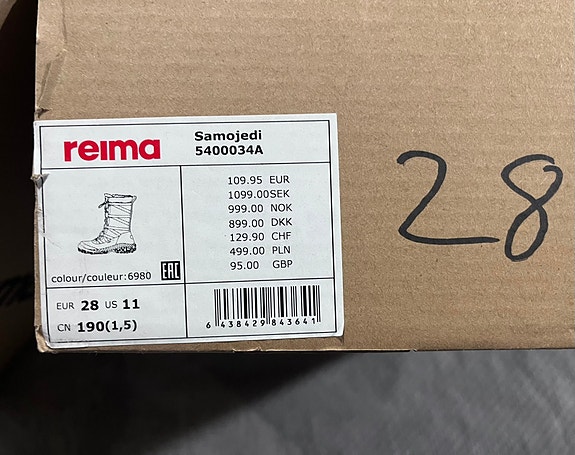 reima
Samojedi
5400034A
109.95 EUR
1099.00SEK
999.00 NOK
899.00 DKK
129.90 CHF
499.00 PLN
95.00 GBP
colour/couleur:6980 EAC
EUR 28 US 11
CN 190(1,5)
6 438429 843641
28